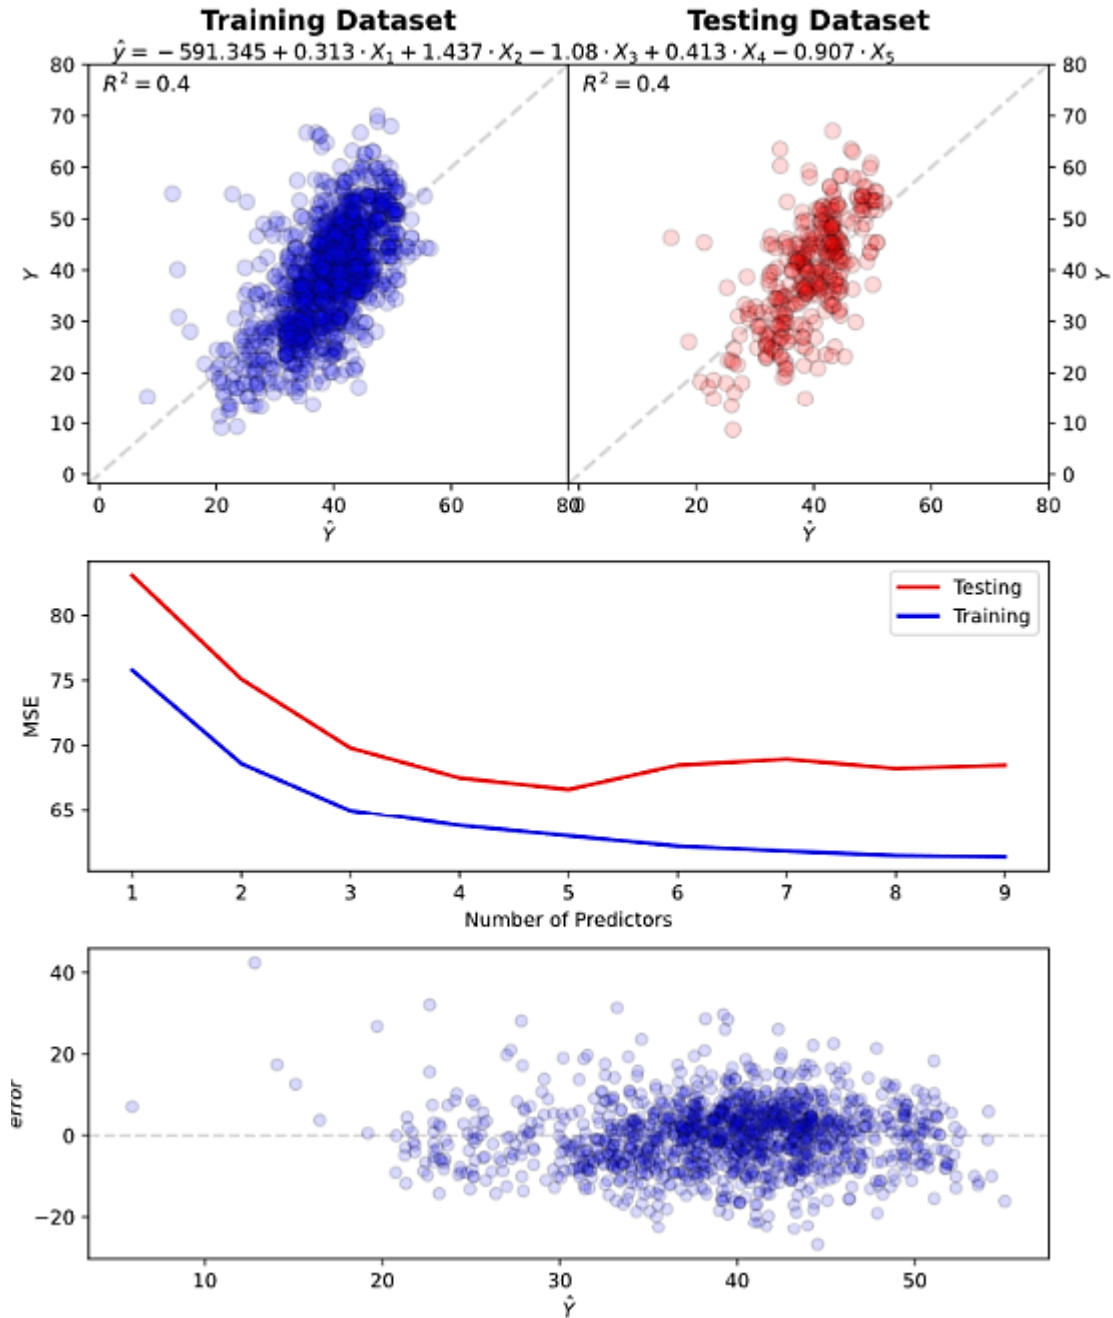 Training Dataset Testing Dataset
ŷ = −591.345 + 0.313 · X₁ + 1.437 · X₂ − 1.08 · X₃ + 0.413 · X₄ − 0.907 · X₅
R² = 0.4 R² = 0.4
80 80
70 70
60 60
50 50
40 40
30 30
20 20
10 10
0 0
Y Y
0 20 40 60 80 0 20 40 60 80
Ŷ Ŷ
Testing
Training
80
75
70
65
MSE
1 2 3 4 5 6 7 8 9
Number of Predictors
40
20
0
−20
error
10 20 30 40 50
Ŷ